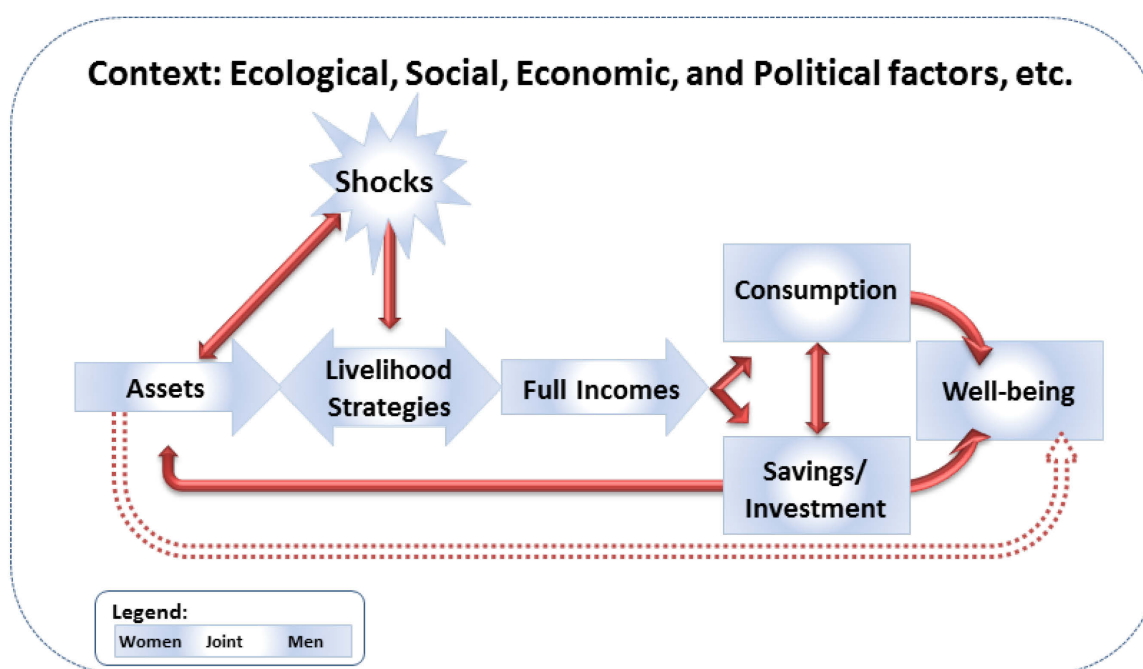 Context: Ecological, Social, Economic, and Political factors, etc.
Shocks
Consumption
Assets
Livelihood
Strategies
Full Incomes
Well-being
Savings/
Investment
Legend:
Women Joint Men